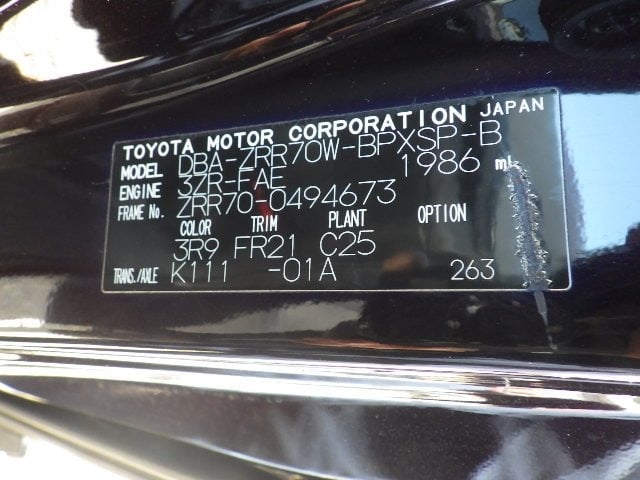 TOYOTA MOTOR CORPORATION JAPAN
MODEL DBA-ZRR70W-BPXSP-B
ENGINE 3ZR-FAE 1986 mL
FRAME No. ZRR70-0494673
COLOR TRIM PLANT OPTION
3R9 FR21 C25
TRANS./AXLE K111 -01A 263